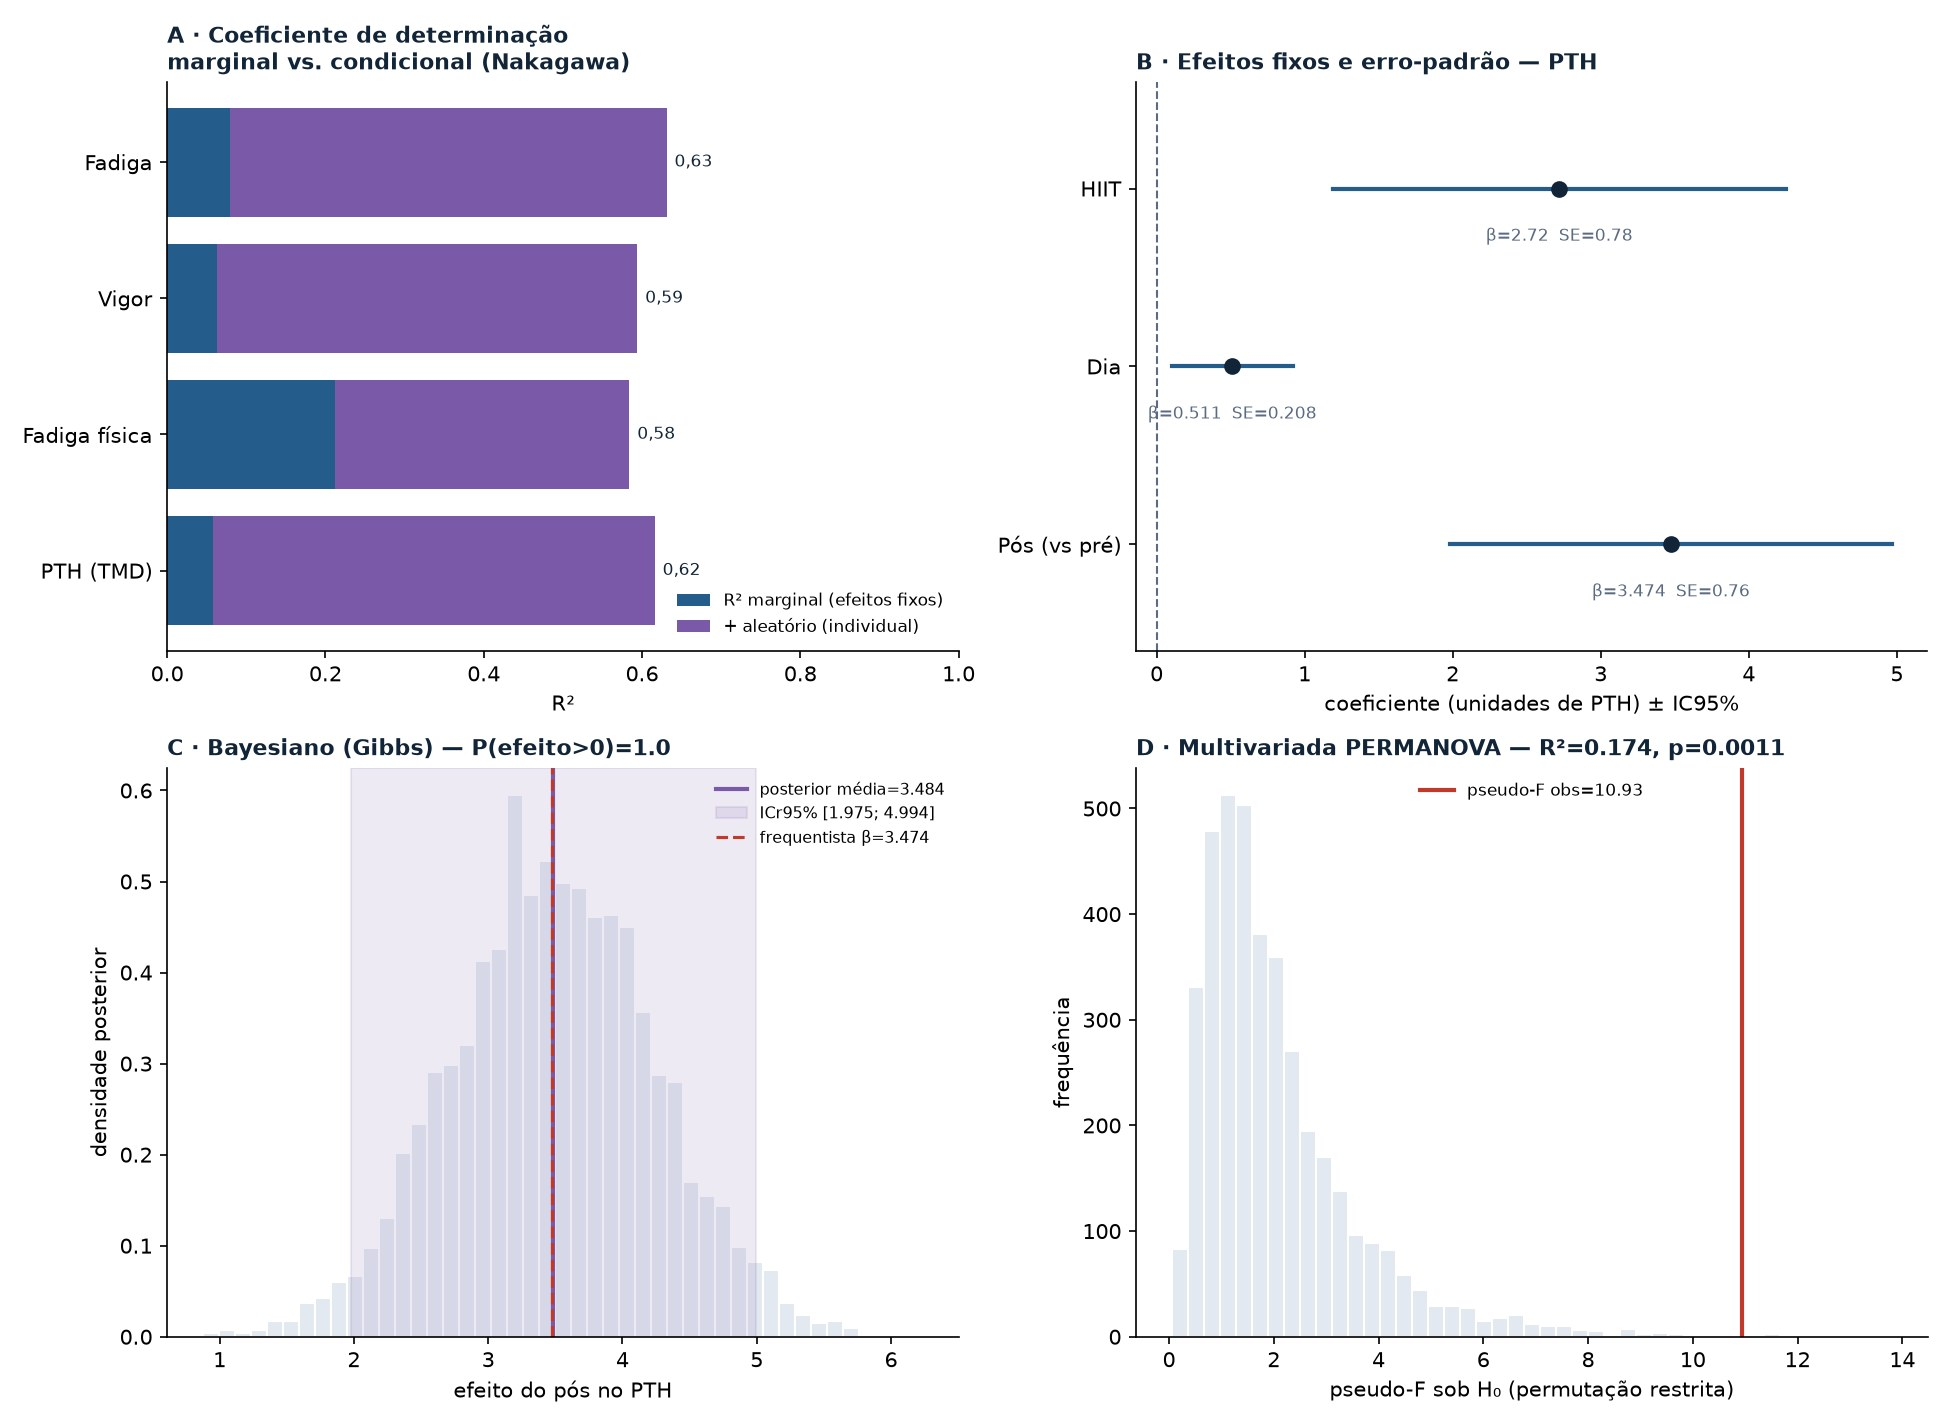 A · Coeficiente de determinação
marginal vs. condicional (Nakagawa)
Fadiga
0,63
Vigor
0,59
Fadiga física
0,58
PTH (TMD)
0,62
R² marginal (efeitos fixos)
+ aleatório (individual)
0.0 0.2 0.4 0.6 0.8 1.0
R²
B · Efeitos fixos e erro-padrão — PTH
HIIT
β=2.72 SE=0.78
Dia
β=0.511 SE=0.208
Pós (vs pré)
β=3.474 SE=0.76
0 1 2 3 4 5
coeficiente (unidades de PTH) ± IC95%
C · Bayesiano (Gibbs) — P(efeito>0)=1.0
posterior média=3.484
ICr95% [1.975; 4.994]
frequentista β=3.474
0.6
0.5
0.4
0.3
0.2
0.1
0.0
densidade posterior
1 2 3 4 5 6
efeito do pós no PTH
D · Multivariada PERMANOVA — R²=0.174, p=0.0011
pseudo-F obs=10.93
500
400
300
200
100
0
frequência
0 2 4 6 8 10 12 14
pseudo-F sob H₀ (permutação restrita)